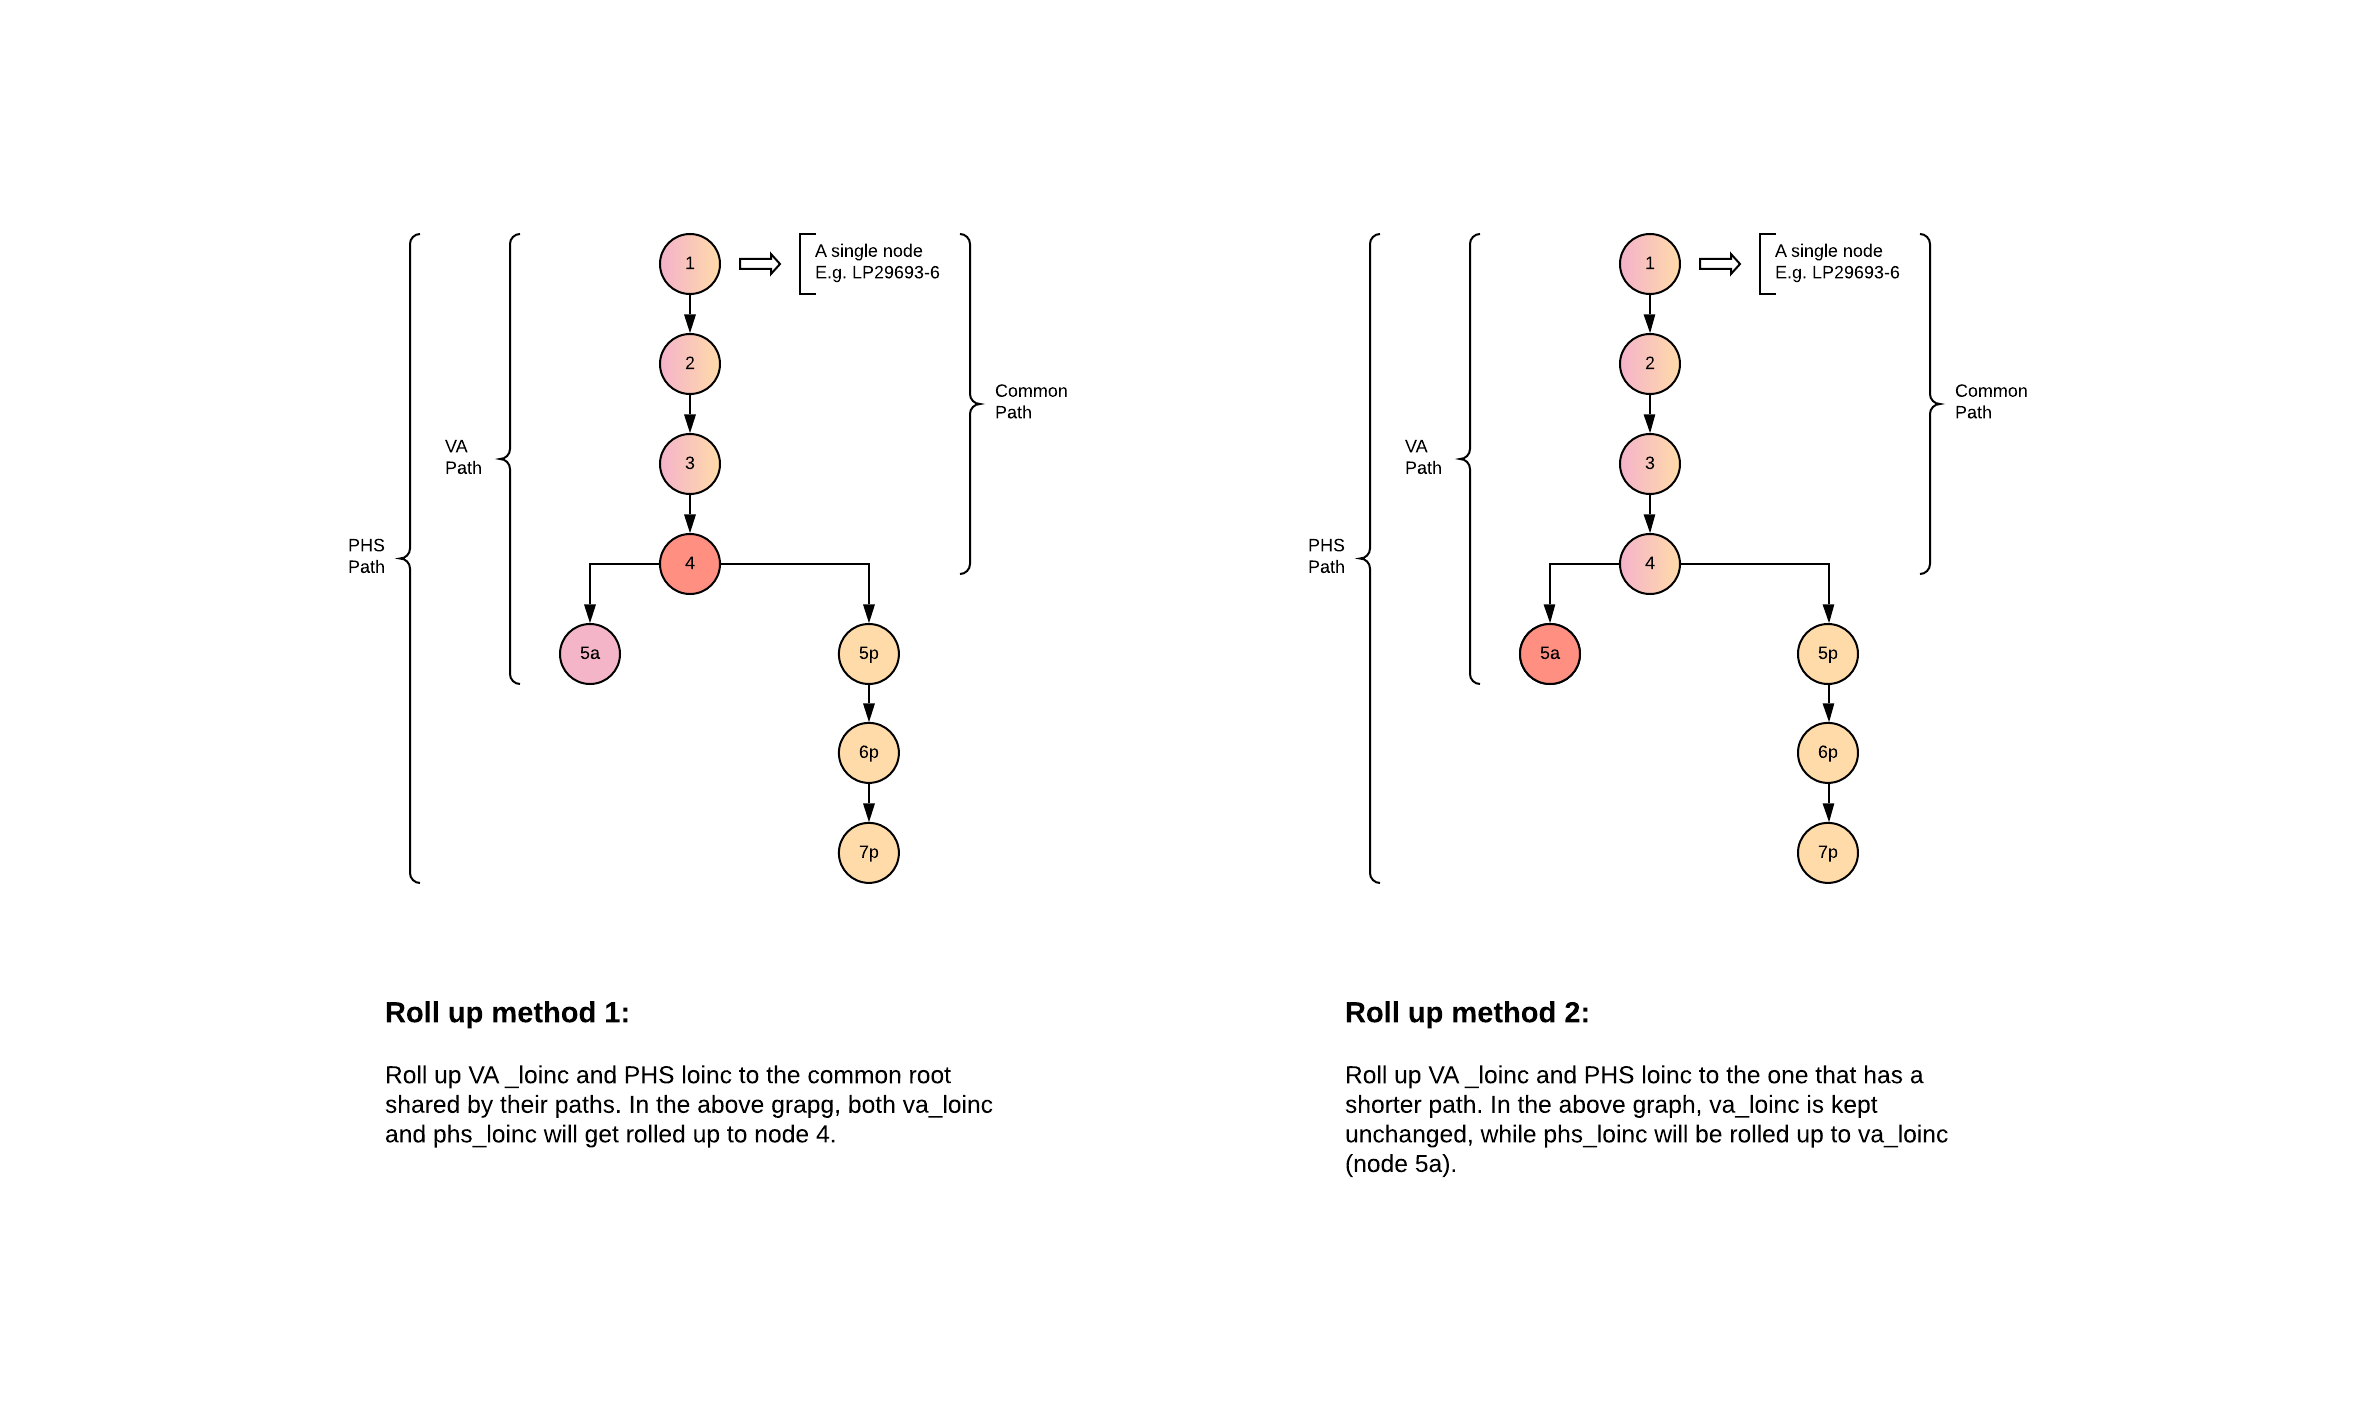 1
A single node
E.g. LP29693-6
2
Common
Path
VA
Path
3
PHS
Path
4
5a
5p
6p
7p
Roll up method 1:
Roll up VA _loinc and PHS loinc to the common root
shared by their paths. In the above grapg, both va_loinc
and phs_loinc will get rolled up to node 4.
1
A single node
E.g. LP29693-6
2
Common
Path
VA
Path
3
PHS
Path
4
5a
5p
6p
7p
Roll up method 2:
Roll up VA _loinc and PHS loinc to the one that has a
shorter path. In the above graph, va_loinc is kept
unchanged, while phs_loinc will be rolled up to va_loinc
(node 5a).